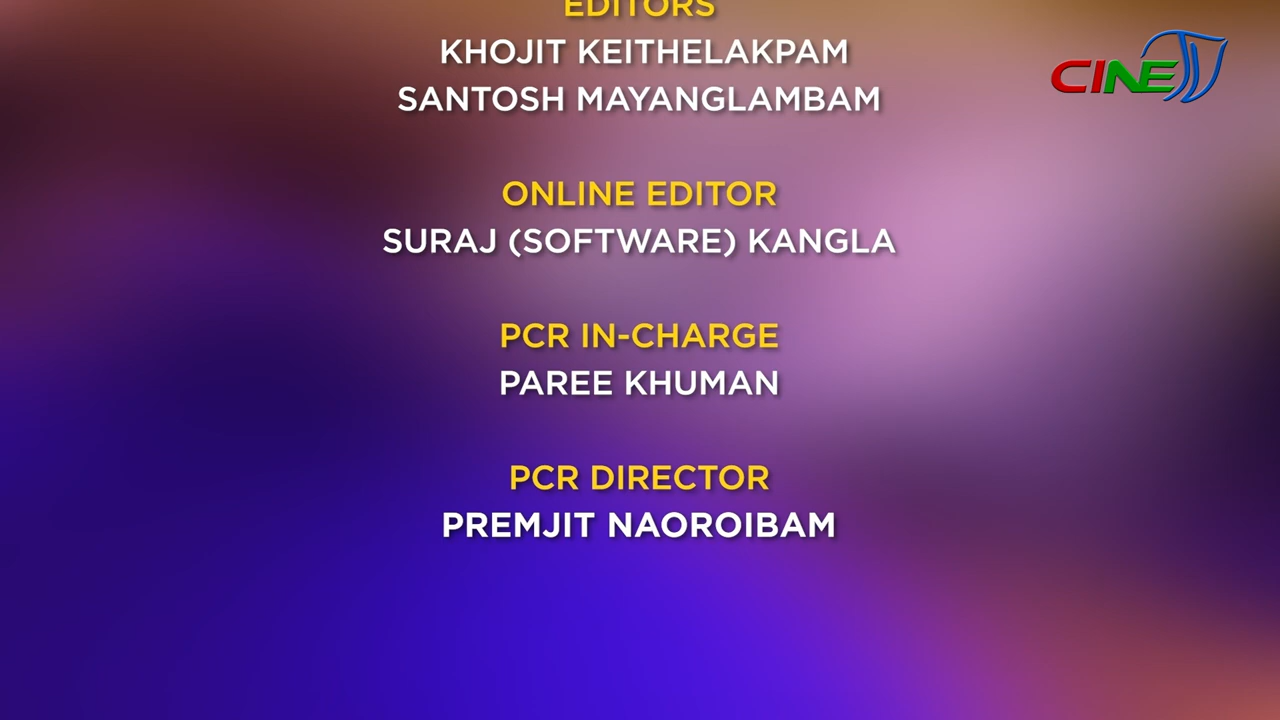 EDITORS
KHOJIT KEITHELAKPAM
SANTOSH MAYANGLAMBAM
CINE TV
ONLINE EDITOR
SURAJ (SOFTWARE) KANGLA
PCR IN-CHARGE
PAREE KHUMAN
PCR DIRECTOR
PREMJIT NAOROIBAM